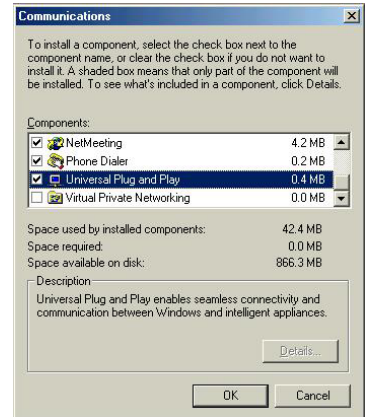 Communications
To install a component, select the check box next to the
component name, or clear the check box if you do not want to
install it. A shaded box means that only part of the component will
be installed. To see what's included in a component, click Details.
Components:
NetMeeting 4.2 MB
Phone Dialer 0.2 MB
Universal Plug and Play 0.4 MB
Virtual Private Networking 0.0 MB
Space used by installed components: 42.4 MB
Space required: 0.0 MB
Space available on disk: 866.3 MB
Description
Universal Plug and Play enables seamless connectivity and
communication between Windows and intelligent appliances.
Details...
OK Cancel